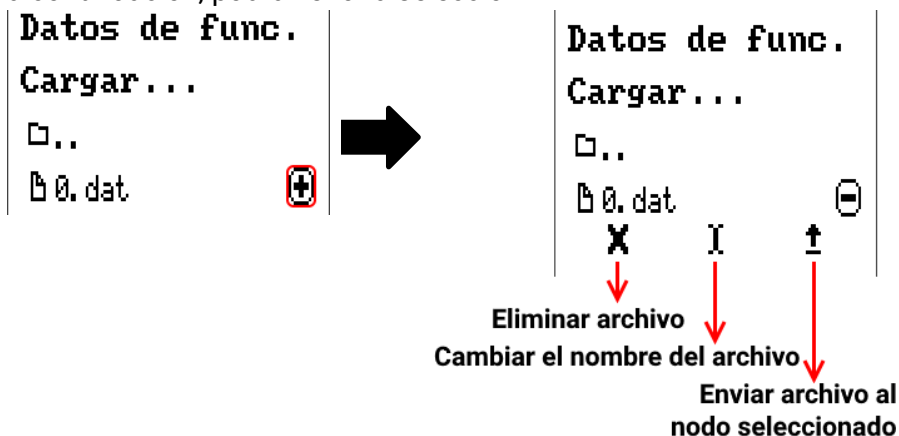 Datos de func.
Cargar...
..
0.dat
Datos de func.
Cargar...
..
0.dat
Eliminar archivo
Cambiar el nombre del archivo
Enviar archivo al
nodo seleccionado